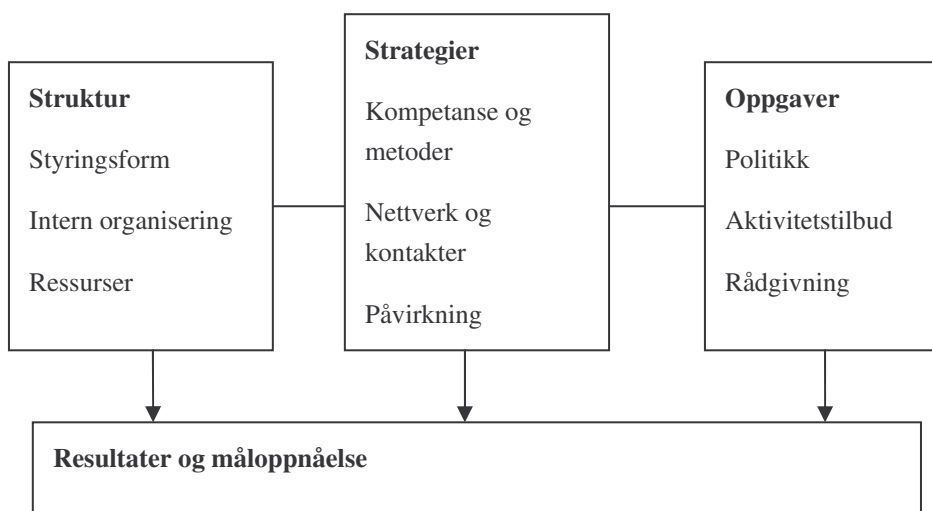 Struktur
Styringsform
Intern organisering
Ressurser
Strategier
Kompetanse og
metoder
Nettverk og
kontakter
Påvirkning
Oppgaver
Politikk
Aktivitetstilbud
Rådgivning
Resultater og måloppnåelse